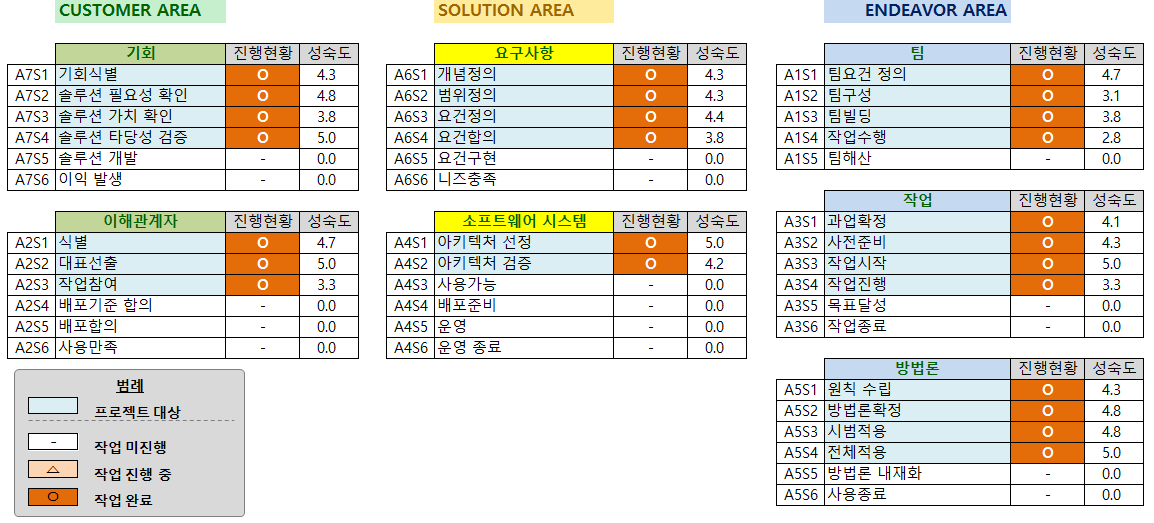 CUSTOMER AREA
기회 진행현황 성숙도
A7S1 기회식별 O 4.3
A7S2 솔루션 필요성 확인 O 4.8
A7S3 솔루션 가치 확인 O 3.8
A7S4 솔루션 타당성 검증 O 5.0
A7S5 솔루션 개발 - 0.0
A7S6 이익 발생 - 0.0
이해관계자 진행현황 성숙도
A2S1 식별 O 4.7
A2S2 대표선출 O 5.0
A2S3 작업참여 O 3.3
A2S4 배포기준 합의 - 0.0
A2S5 배포합의 - 0.0
A2S6 사용만족 - 0.0
범례
프로젝트 대상
- 작업 미진행
△ 작업 진행 중
O 작업 완료
SOLUTION AREA
요구사항 진행현황 성숙도
A6S1 개념정의 O 4.3
A6S2 범위정의 O 4.3
A6S3 요건정의 O 4.4
A6S4 요건합의 O 3.8
A6S5 요건구현 - 0.0
A6S6 니즈충족 - 0.0
소프트웨어 시스템 진행현황 성숙도
A4S1 아키텍처 선정 O 5.0
A4S2 아키텍처 검증 O 4.2
A4S3 사용가능 - 0.0
A4S4 배포준비 - 0.0
A4S5 운영 - 0.0
A4S6 운영 종료 - 0.0
ENDEAVOR AREA
팀 진행현황 성숙도
A1S1 팀요건 정의 O 4.7
A1S2 팀구성 O 3.1
A1S3 팀빌딩 O 3.8
A1S4 작업수행 O 2.8
A1S5 팀해산 - 0.0
작업 진행현황 성숙도
A3S1 과업확정 O 4.1
A3S2 사전준비 O 4.3
A3S3 작업시작 O 5.0
A3S4 작업진행 O 3.3
A3S5 목표달성 - 0.0
A3S6 작업종료 - 0.0
방법론 진행현황 성숙도
A5S1 원칙 수립 O 4.3
A5S2 방법론확정 O 4.8
A5S3 시범적용 O 4.8
A5S4 전체적용 O 5.0
A5S5 방법론 내재화 - 0.0
A5S6 사용종료 - 0.0